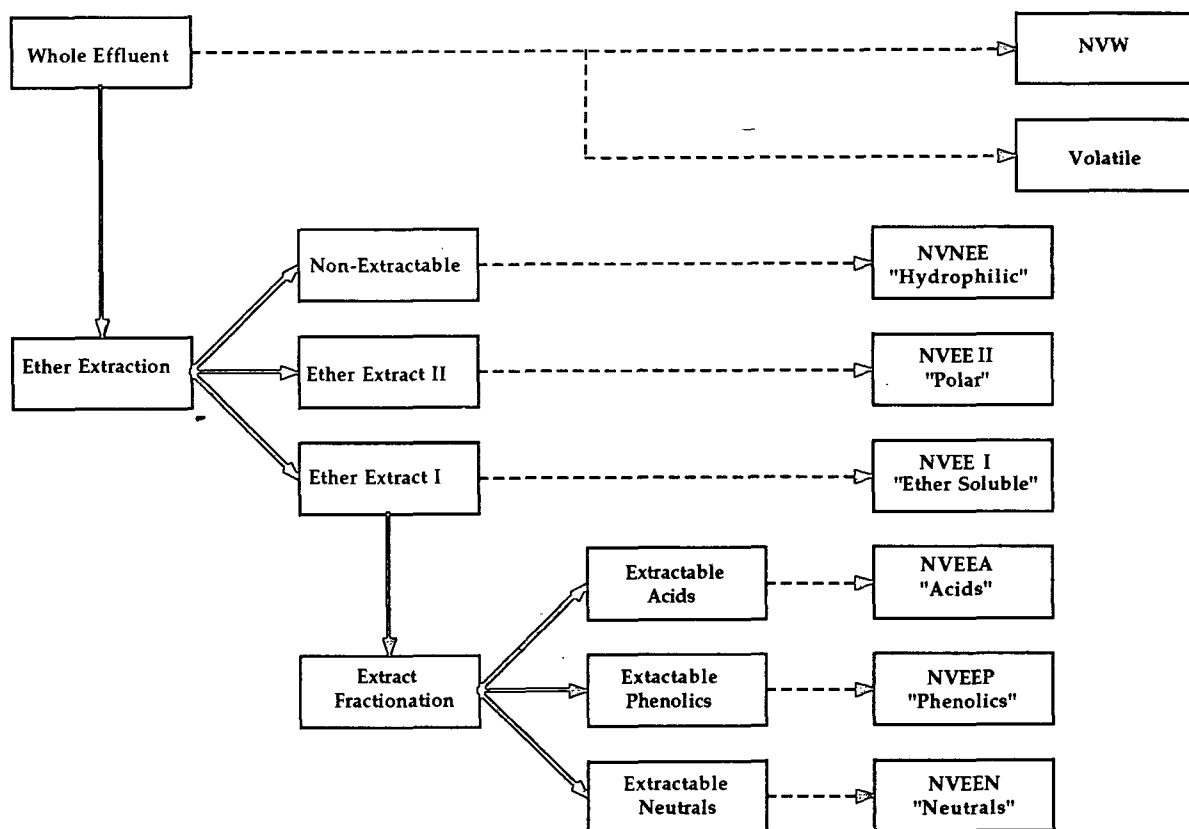 Whole Effluent
NVW
Volatile
Non-Extractable
NVNEE
"Hydrophilic"
Ether Extraction
Ether Extract II
NVEE II
"Polar"
Ether Extract I
NVEE I
"Ether Soluble"
Extractable
Acids
NVEEA
"Acids"
Extract
Fractionation
Extactable
Phenolics
NVEEP
"Phenolics"
Extractable
Neutrals
NVEEN
"Neutrals"